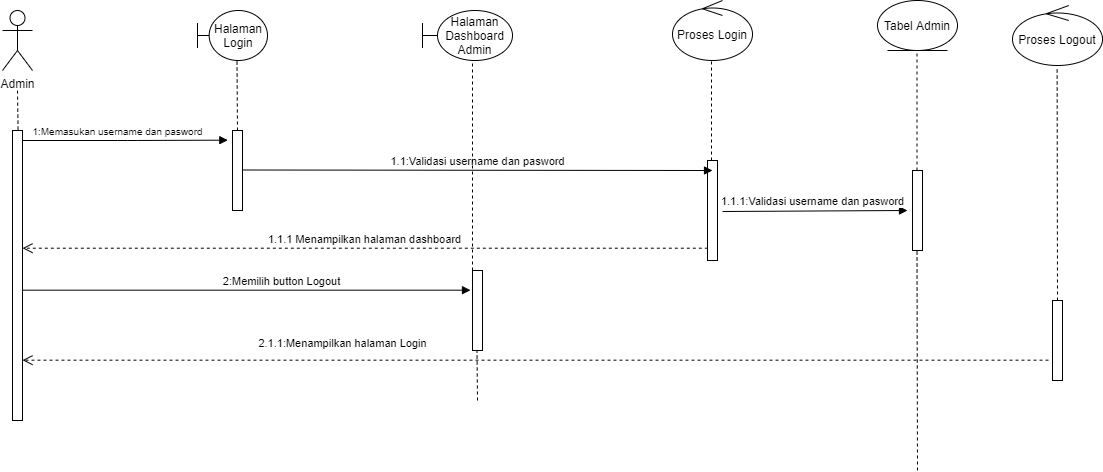 Halaman
Login
Halaman
Dashboard
Admin
Proses Login
Tabel Admin
Proses Logout
Admin
1:Memasukan username dan pasword
1.1:Validasi username dan pasword
1.1.1:Validasi username dan pasword
1.1.1 Menampilkan halaman dashboard
2:Memilih button Logout
2.1.1:Menampilkan halaman Login